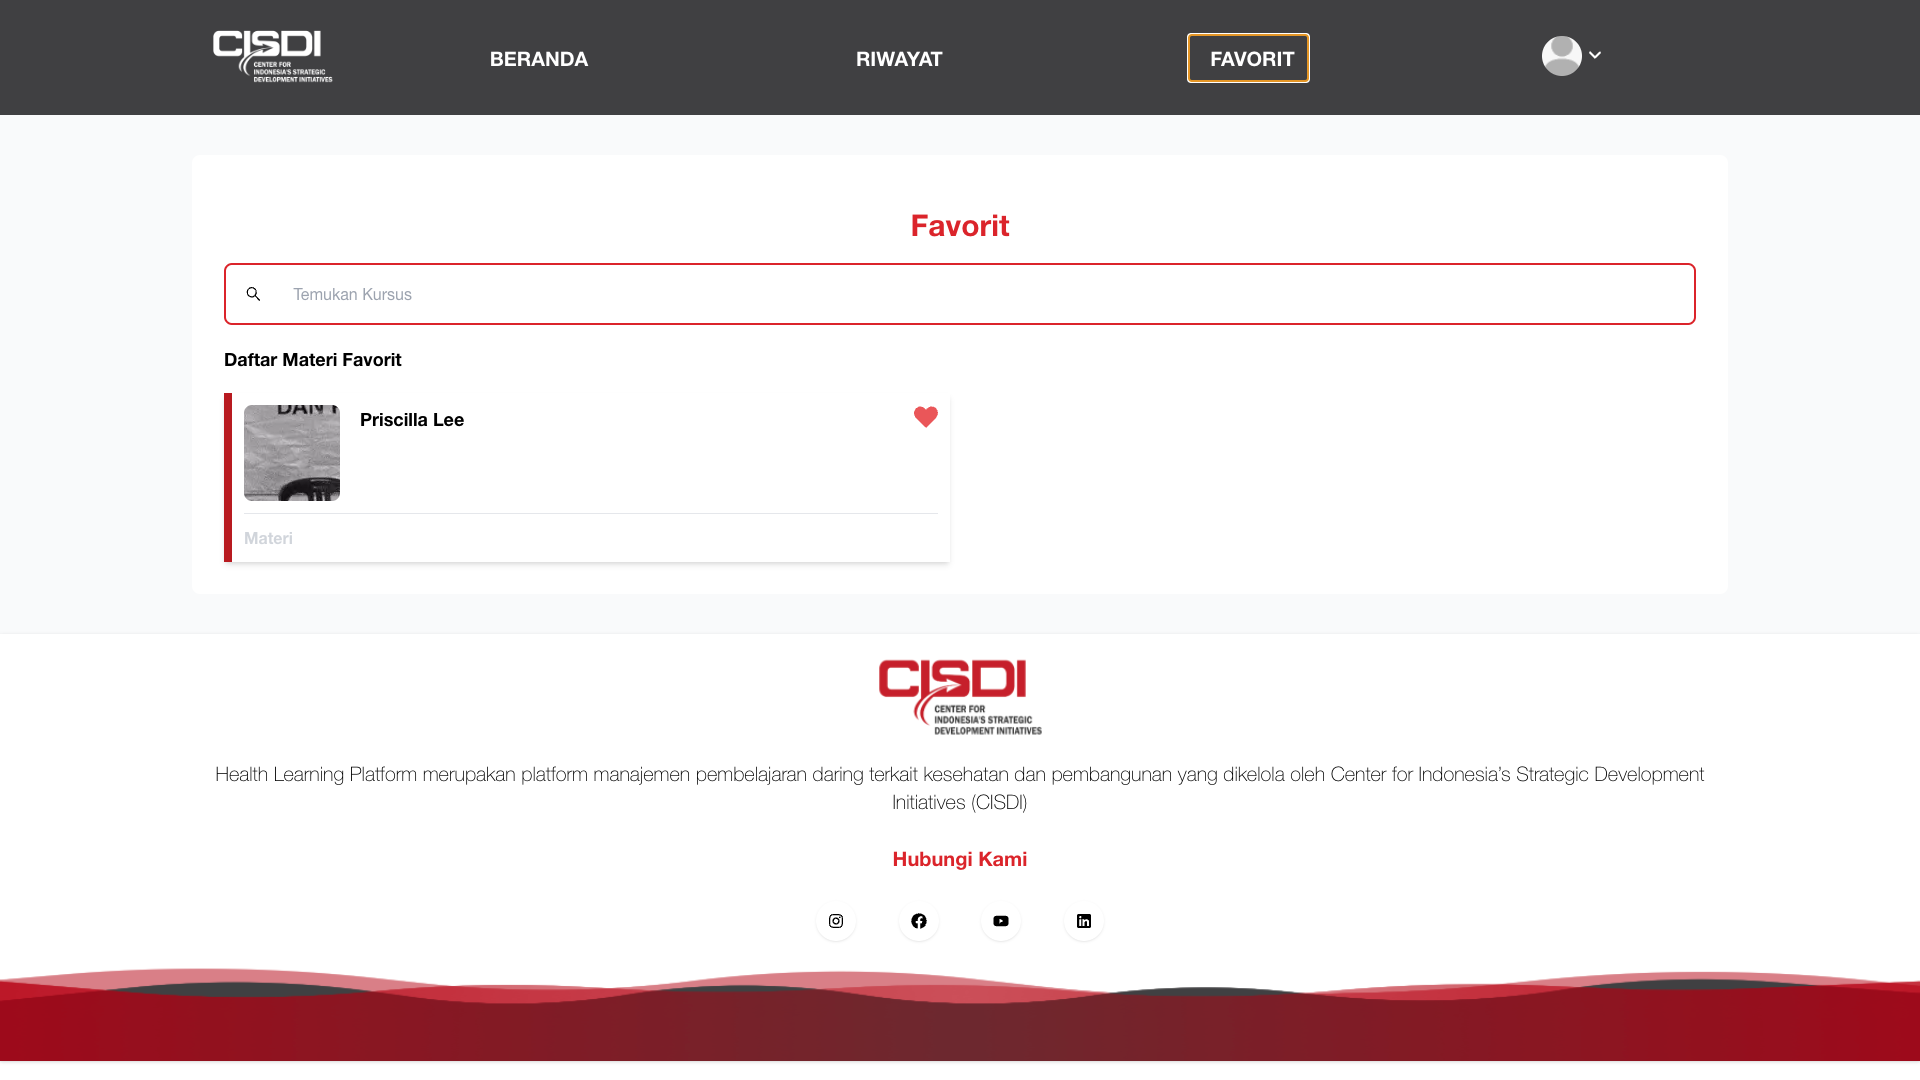 CISDI
CENTER FOR
INDONESIA'S STRATEGIC
DEVELOPMENT INITIATIVES
BERANDA
RIWAYAT
FAVORIT
Favorit
Temukan Kursus
Daftar Materi Favorit
Priscilla Lee
Materi
CISDI
CENTER FOR
INDONESIA'S STRATEGIC
DEVELOPMENT INITIATIVES
Health Learning Platform merupakan platform manajemen pembelajaran daring terkait kesehatan dan pembangunan yang dikelola oleh Center for Indonesia’s Strategic Development
Initiatives (CISDI)
Hubungi Kami